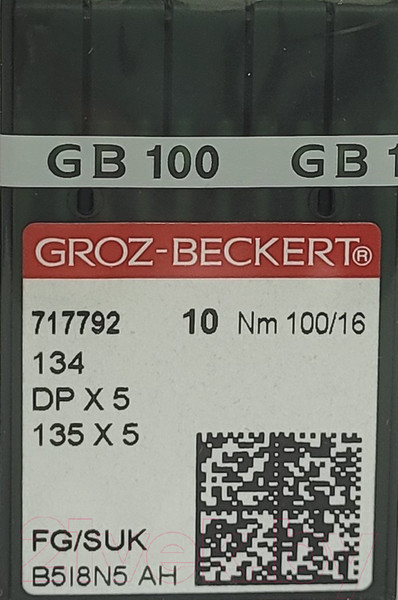 GB 100 GB 1
GROZ-BECKERT®
717792 10 Nm 100/16
134
DP X 5
135 X 5
FG/SUK
B5I8N5 AH